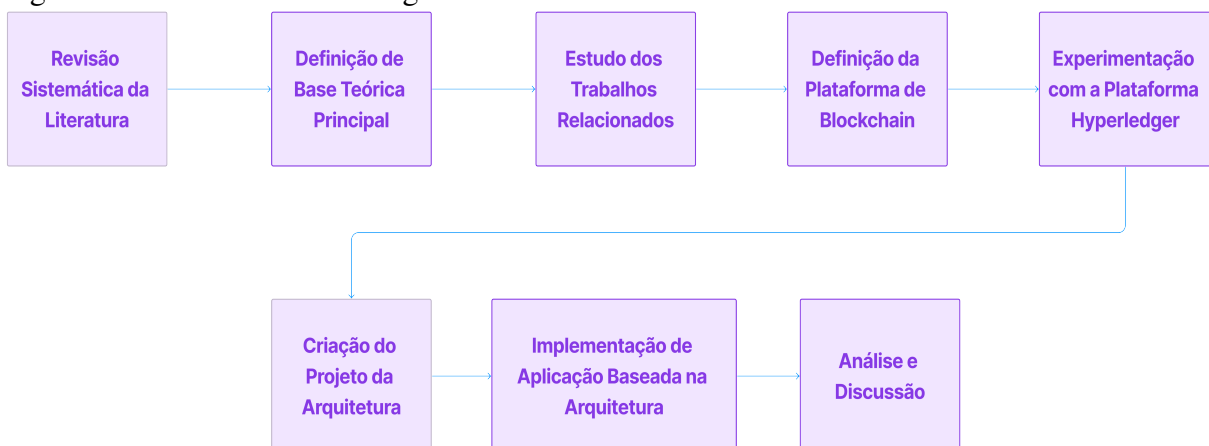 Revisão
Sistemática da
Literatura
Definição de
Base Teórica
Principal
Estudo dos
Trabalhos
Relacionados
Definição da
Plataforma de
Blockchain
Experimentação
com a Plataforma
Hyperledger
Criação do
Projeto da
Arquitetura
Implementação de
Aplicação Baseada na
Arquitetura
Análise e
Discussão